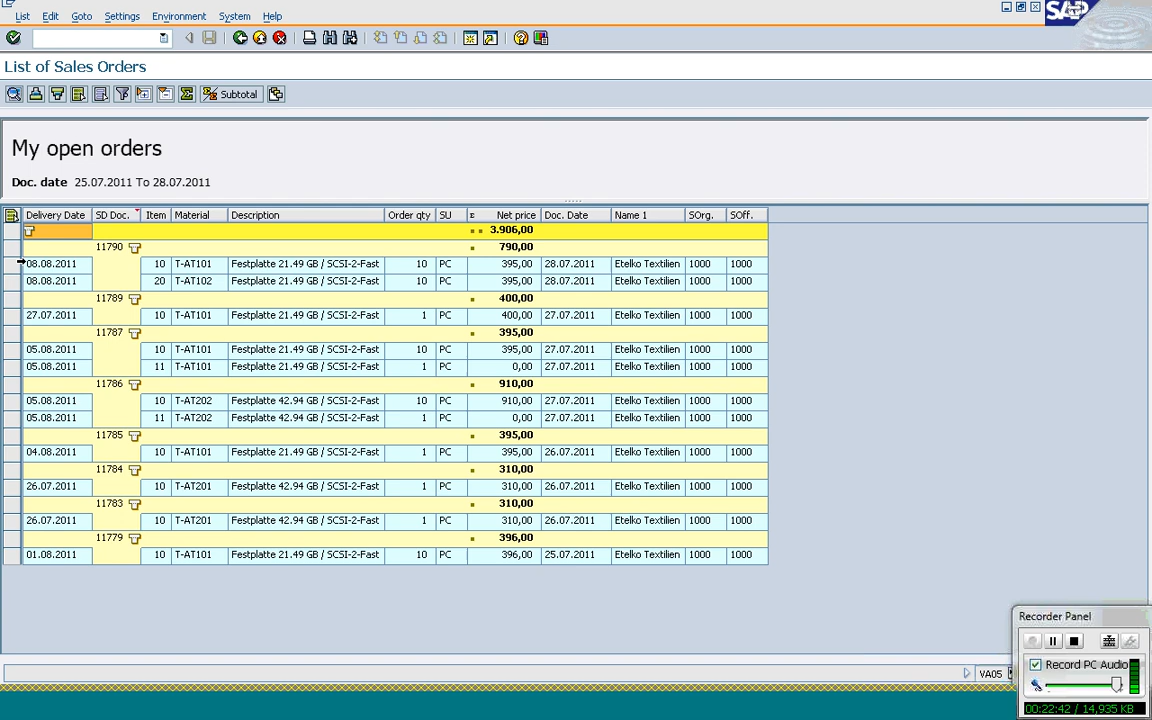 List Edit Goto Settings Environment System Help
SAP
List of Sales Orders
Subtotal
My open orders
Doc. date 25.07.2011 To 28.07.2011
Delivery Date SD Doc. Item Material Description Order qty SU Σ Net price Doc. Date Name 1 SOrg. SOff.
3.906,00
11790 790,00
08.08.2011 10 T-AT101 Festplatte 21.49 GB / SCSI-2-Fast 10 PC 395,00 28.07.2011 Etelko Textilien 1000 1000
08.08.2011 20 T-AT102 Festplatte 21.49 GB / SCSI-2-Fast 10 PC 395,00 28.07.2011 Etelko Textilien 1000 1000
11789 400,00
27.07.2011 10 T-AT101 Festplatte 21.49 GB / SCSI-2-Fast 1 PC 400,00 27.07.2011 Etelko Textilien 1000 1000
11787 395,00
05.08.2011 10 T-AT101 Festplatte 21.49 GB / SCSI-2-Fast 10 PC 395,00 27.07.2011 Etelko Textilien 1000 1000
05.08.2011 11 T-AT101 Festplatte 21.49 GB / SCSI-2-Fast 1 PC 0,00 27.07.2011 Etelko Textilien 1000 1000
11786 910,00
05.08.2011 10 T-AT202 Festplatte 42.94 GB / SCSI-2-Fast 10 PC 910,00 27.07.2011 Etelko Textilien 1000 1000
05.08.2011 11 T-AT202 Festplatte 42.94 GB / SCSI-2-Fast 1 PC 0,00 27.07.2011 Etelko Textilien 1000 1000
11785 395,00
04.08.2011 10 T-AT101 Festplatte 21.49 GB / SCSI-2-Fast 1 PC 395,00 26.07.2011 Etelko Textilien 1000 1000
11784 310,00
26.07.2011 10 T-AT201 Festplatte 42.94 GB / SCSI-2-Fast 1 PC 310,00 26.07.2011 Etelko Textilien 1000 1000
11783 310,00
26.07.2011 10 T-AT201 Festplatte 42.94 GB / SCSI-2-Fast 1 PC 310,00 26.07.2011 Etelko Textilien 1000 1000
11779 396,00
01.08.2011 10 T-AT101 Festplatte 21.49 GB / SCSI-2-Fast 10 PC 396,00 25.07.2011 Etelko Textilien 1000 1000
Recorder Panel
Record PC Audio
VA05
00:22:42 / 14,935 KB